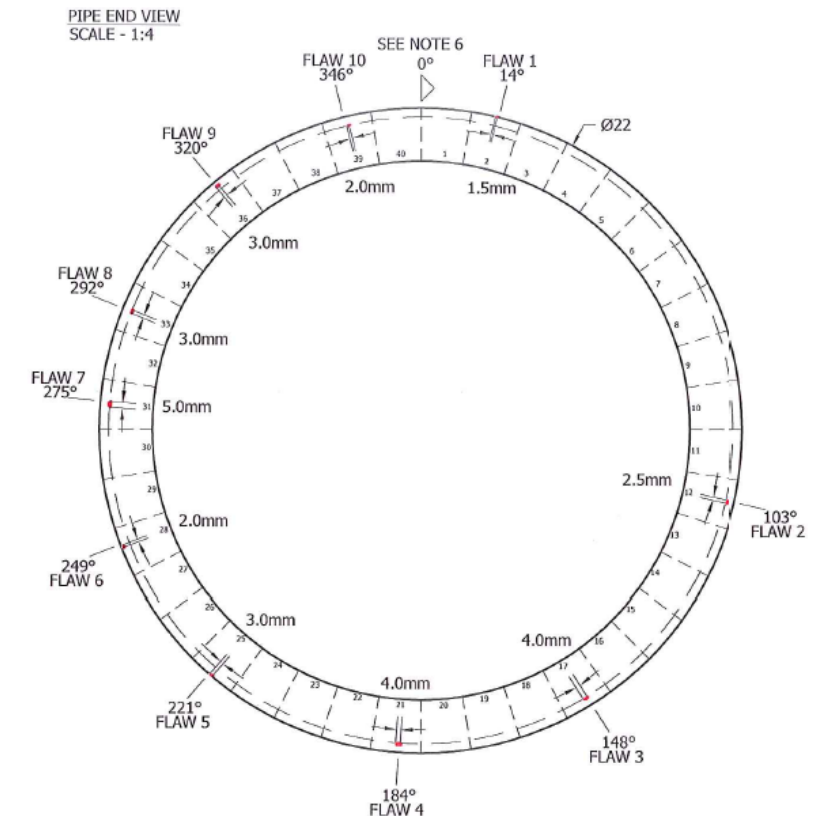 PIPE END VIEW
SCALE - 1:4
SEE NOTE 6
0°
FLAW 10
346°
FLAW 1
14°
Ø22
FLAW 9
320°
FLAW 8
292°
FLAW 7
275°
249°
FLAW 6
221°
FLAW 5
184°
FLAW 4
148°
FLAW 3
103°
FLAW 2
2.0mm
1.5mm
3.0mm
3.0mm
5.0mm
2.0mm
3.0mm
4.0mm
4.0mm
2.5mm
1
2
3
4
5
6
7
8
9
10
11
12
13
14
15
16
17
18
19
20
21
22
23
24
25
26
27
28
29
30
31
32
33
34
35
36
37
38
39
40